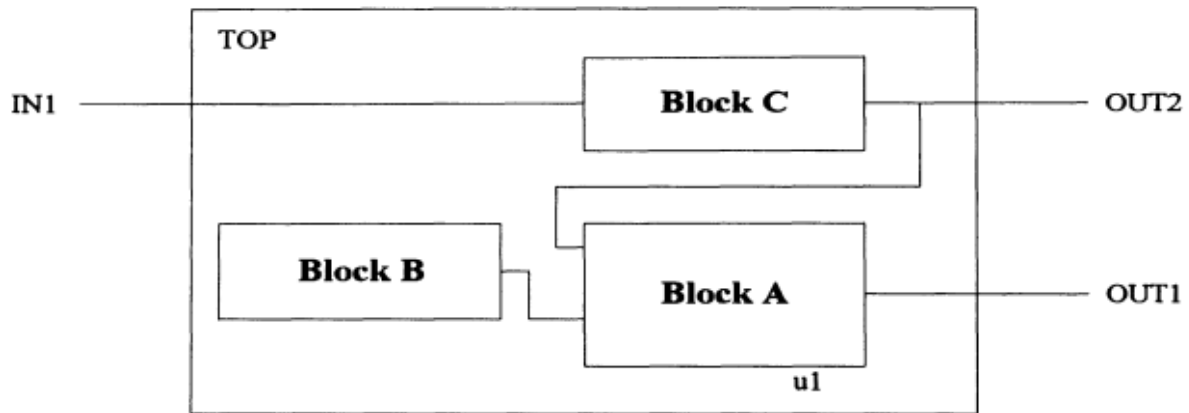 TOP
IN1
Block C
OUT2
Block B
Block A
OUT1
u1